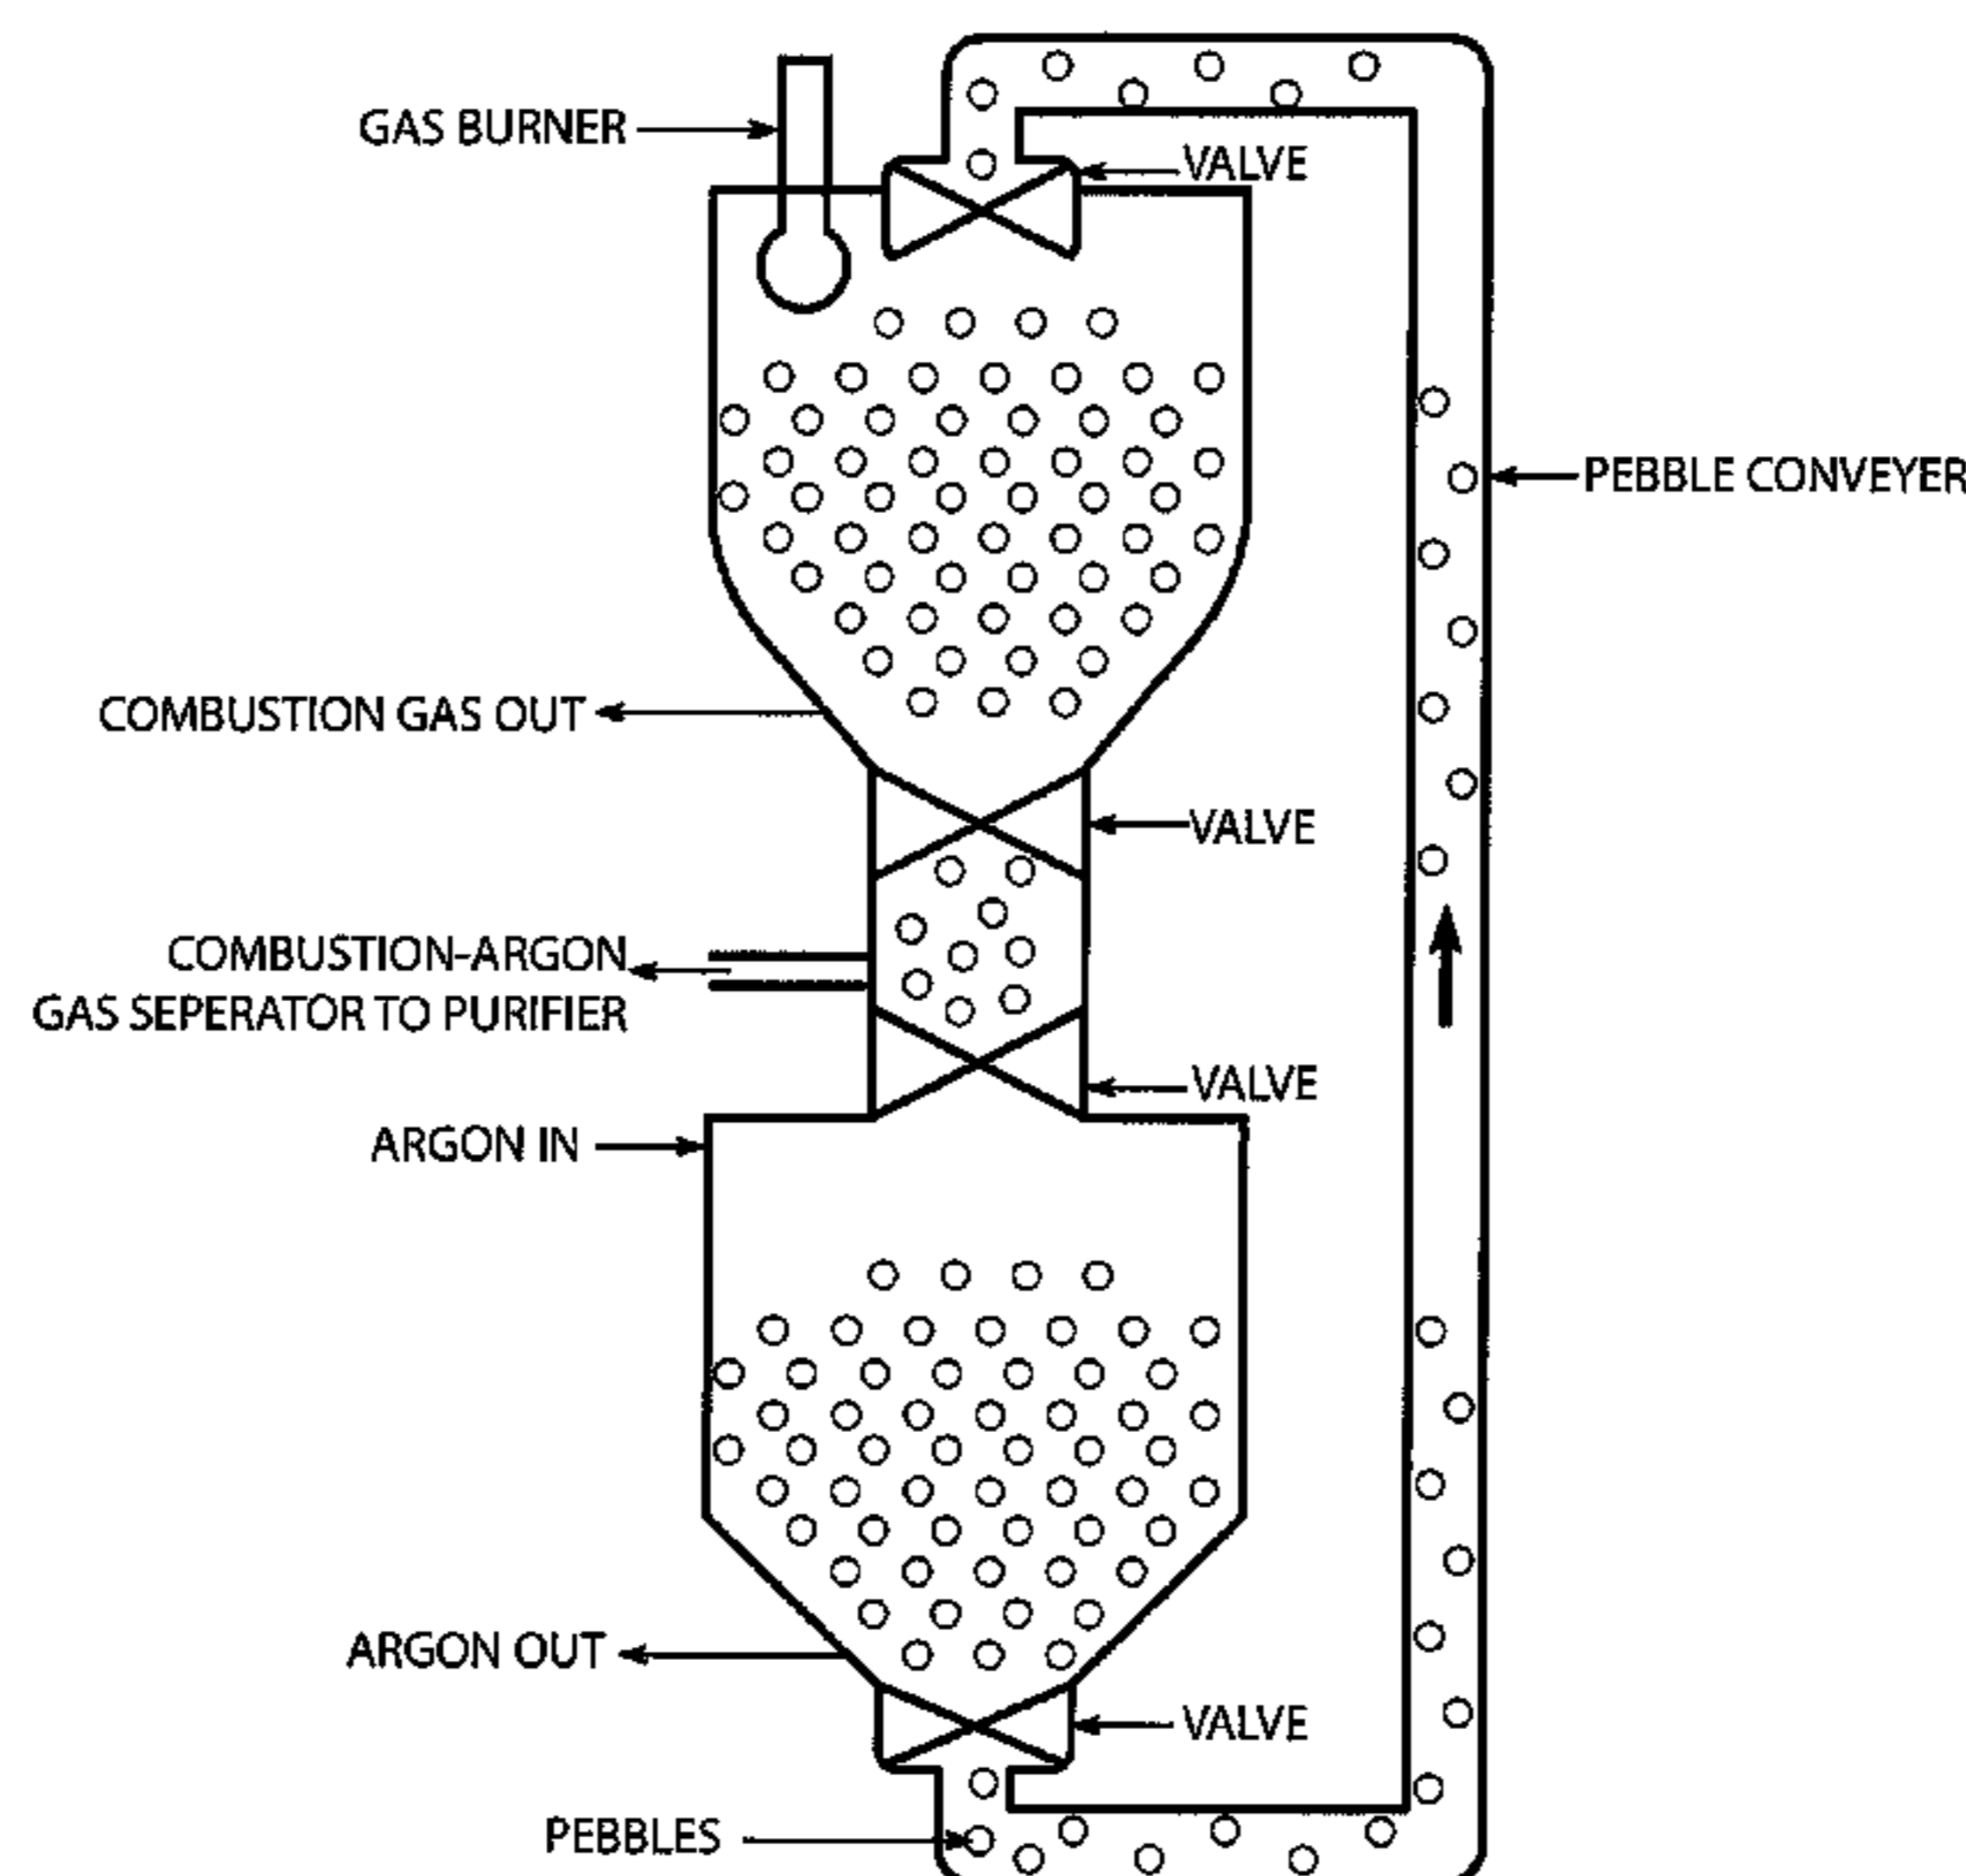 GAS BURNER
VALVE
PEBBLE CONVEYER
COMBUSTION GAS OUT
VALVE
COMBUSTION-ARGON
GAS SEPERATOR TO PURIFIER
VALVE
ARGON IN
ARGON OUT
VALVE
PEBBLES